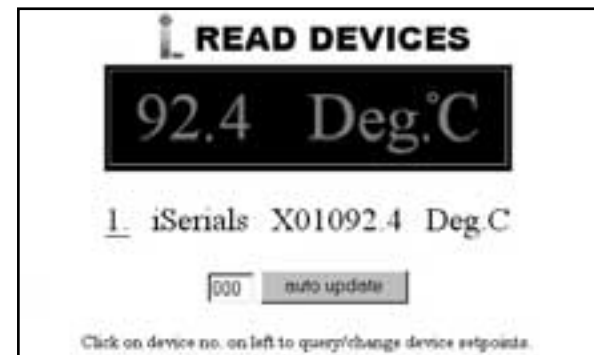 i READ DEVICES
92.4 Deg.°C
1. iSerials X01092.4 Deg.C
000 auto update
Click on device no. on left to query/change device setpoints.